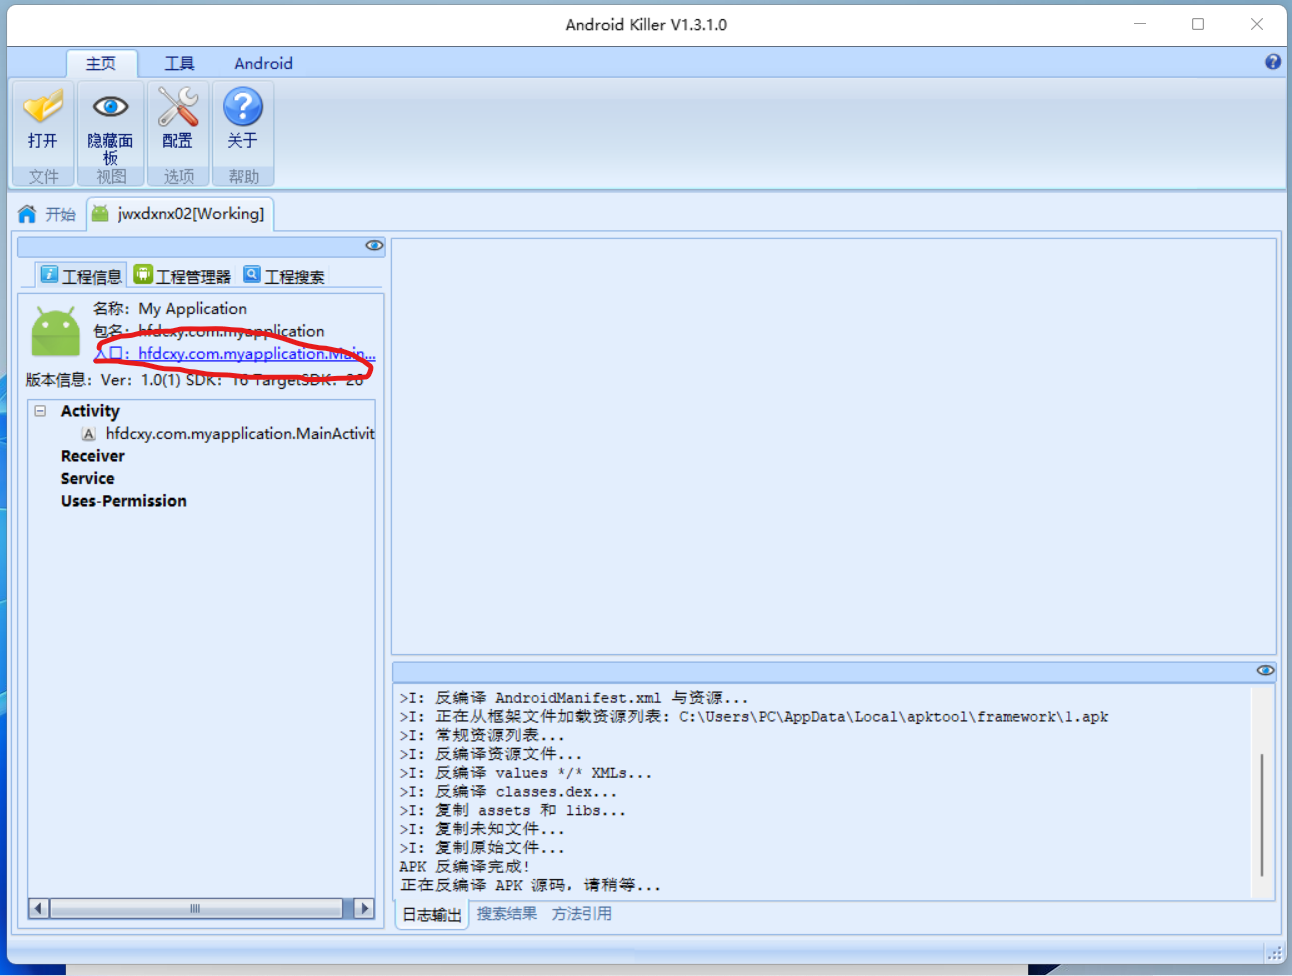 Android Killer V1.3.1.0
主页 工具 Android
打开 隐藏面板 配置 关于
文件 视图 选项 帮助
开始 jwxdxnx02[Working]
工程信息 工程管理器 工程搜索
名称: My Application
包名: hfdcxy.com.myapplication
入口: hfdcxy.com.myapplication.Main...
版本信息: Ver: 1.0(1) SDK: 16 TargetSDK: 26
Activity
A hfdcxy.com.myapplication.MainActivit
Receiver
Service
Uses-Permission
>I: 反编译 AndroidManifest.xml 与资源...
>I: 正在从框架文件加载资源列表: C:\Users\PC\AppData\Local\apktool\framework\1.apk
>I: 常规资源列表...
>I: 反编译资源文件...
>I: 反编译 values */* XMLs...
>I: 反编译 classes.dex...
>I: 复制 assets 和 libs...
>I: 复制未知文件...
>I: 复制原始文件...
APK 反编译完成!
正在反编译 APK 源码，请稍等...
日志输出 搜索结果 方法引用